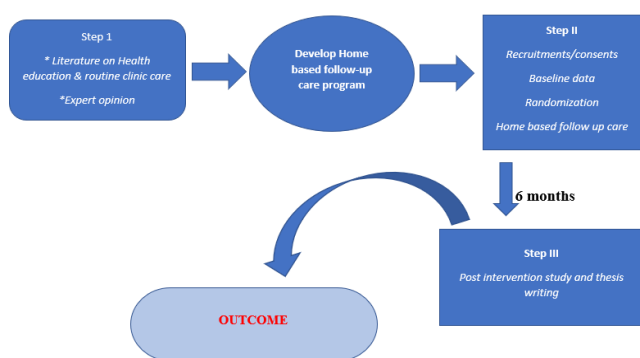 Step 1
* Literature on Health
education & routine clinic care
*Expert opinion
Develop Home
based follow-up
care program
Step II
Recruitments/consents
Baseline data
Randomization
Home based follow up care
6 months
Step III
Post Intervention study and thesis
writing
OUTCOME